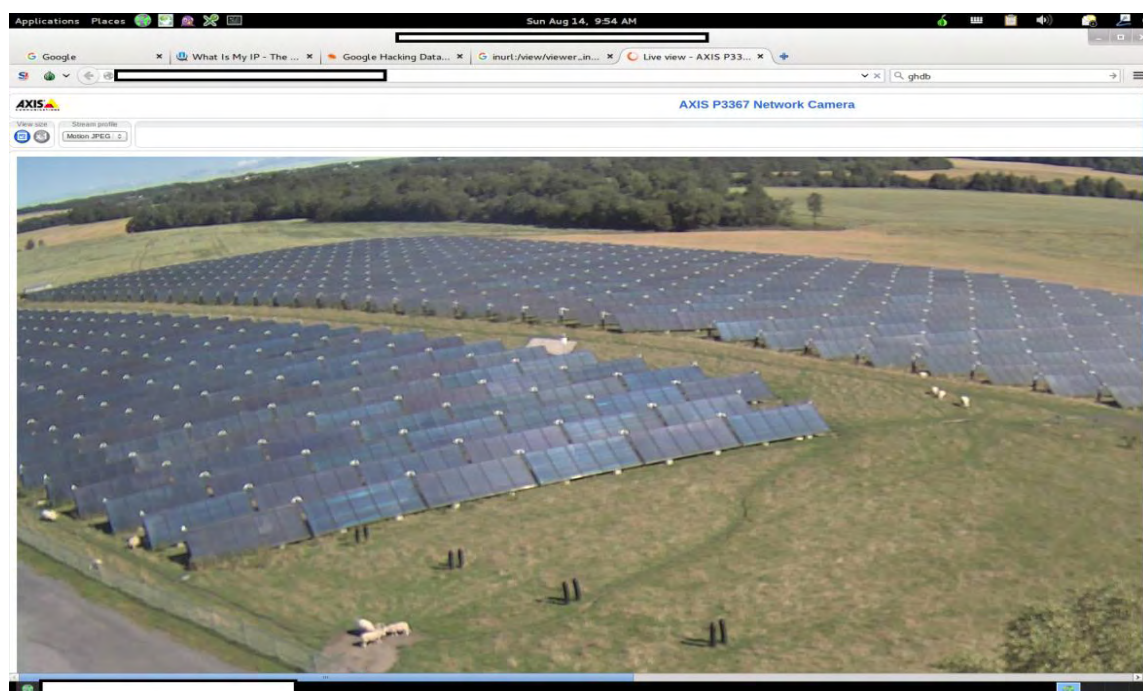 Applications Places Sun Aug 14, 9:54 AM
Google What Is My IP - The ... Google Hacking Data... inurl:/view/viewer_in... Live view - AXIS P33...
ghdb
AXIS
COMMUNICATIONS
AXIS P3367 Network Camera
View size Stream profile
Motion JPEG